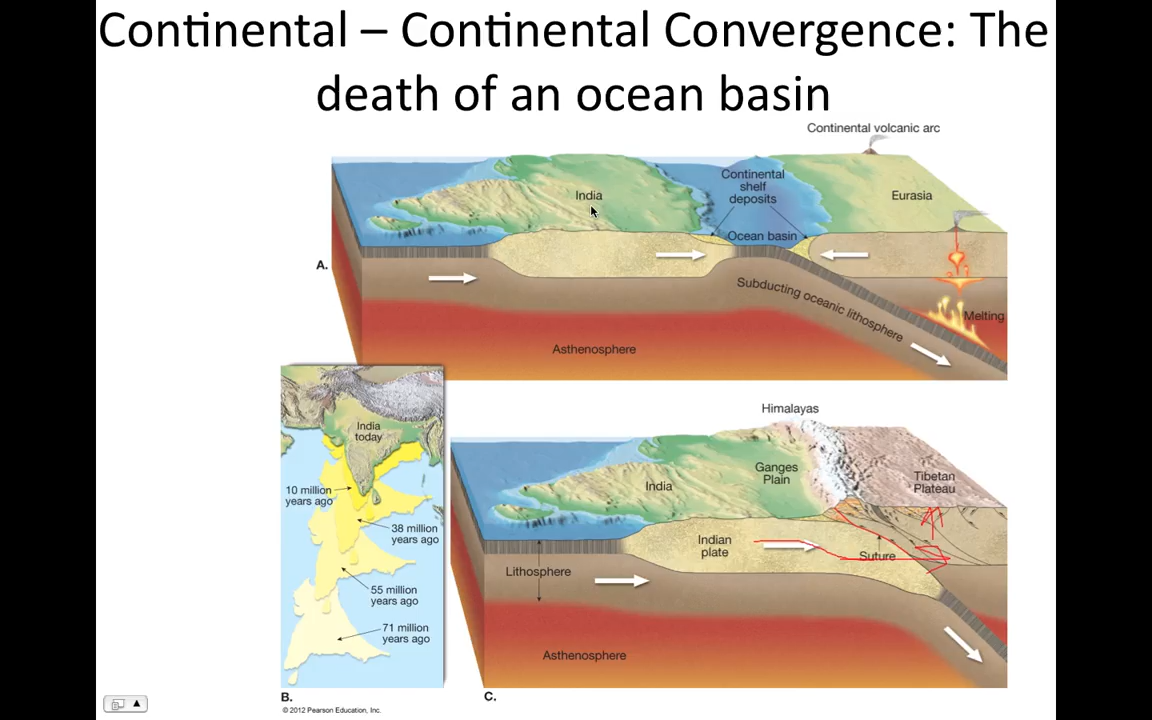 Continental – Continental Convergence: The
death of an ocean basin
Continental volcanic arc
India
Continental
shelf
deposits
Eurasia
Ocean basin
A.
Subducting oceanic lithosphere
Melting
Asthenosphere
India
today
10 million
years ago
38 million
years ago
55 million
years ago
71 million
years ago
B.
© 2012 Pearson Education, Inc.
Himalayas
India
Ganges
Plain
Tibetan
Plateau
Indian
plate
Suture
Lithosphere
Asthenosphere
C.